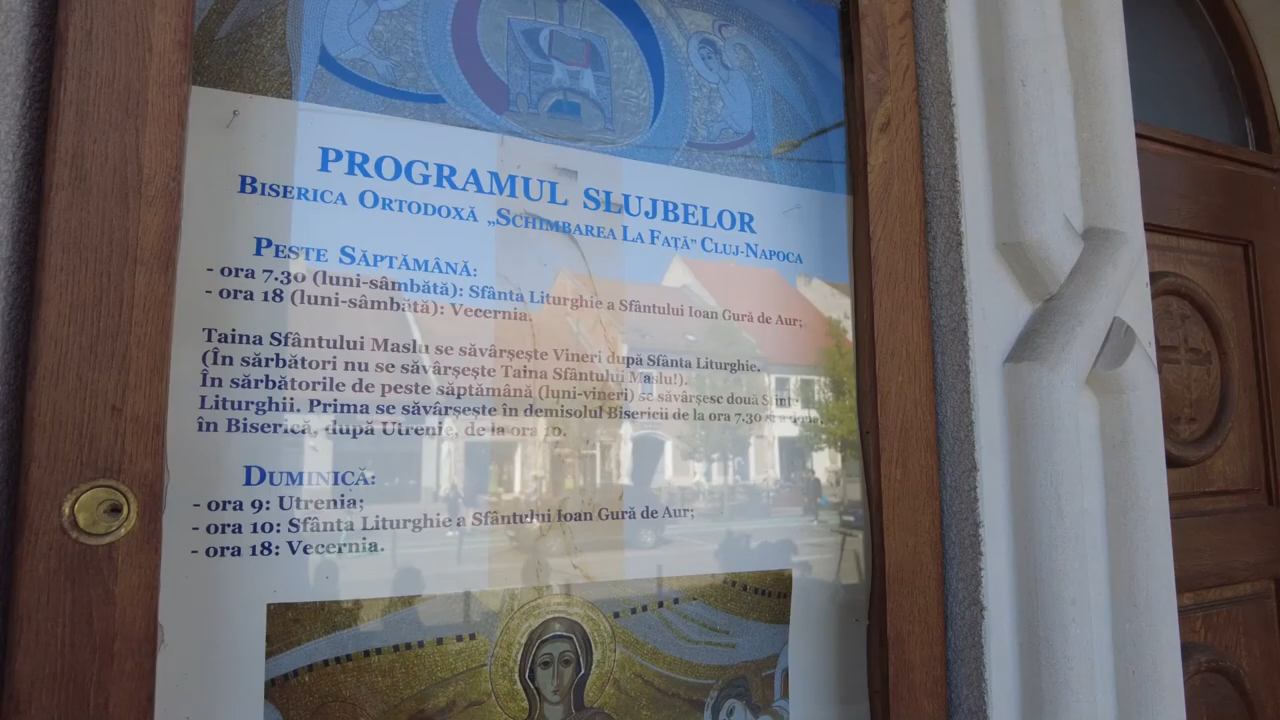 PROGRAMUL SLUJBELOR
BISERICA ORTODOXĂ „SCHIMBAREA LA FAȚĂ” CLUJ-NAPOCA
PESTE SĂPTĂMÂNĂ:
- ora 7.30 (luni-sâmbătă): Sfânta Liturghie a Sfântului Ioan Gură de Aur;
- ora 18 (luni-sâmbătă): Vecernia.
Taina Sfântului Maslu se săvârșește Vineri după Sfânta Liturghie.
(În sărbători nu se săvârșește Taina Sfântului Maslu!).
În sărbătorile de peste săptămână (luni-vineri) se săvârșesc două Sfinte
Liturghii. Prima se săvârșește în demisolul Bisericii de la ora 7.30 și a doua,
în Biserică, după Utrenie, de la ora 10.
DUMINICĂ:
- ora 9: Utrenia;
- ora 10: Sfânta Liturghie a Sfântului Ioan Gură de Aur;
- ora 18: Vecernia.